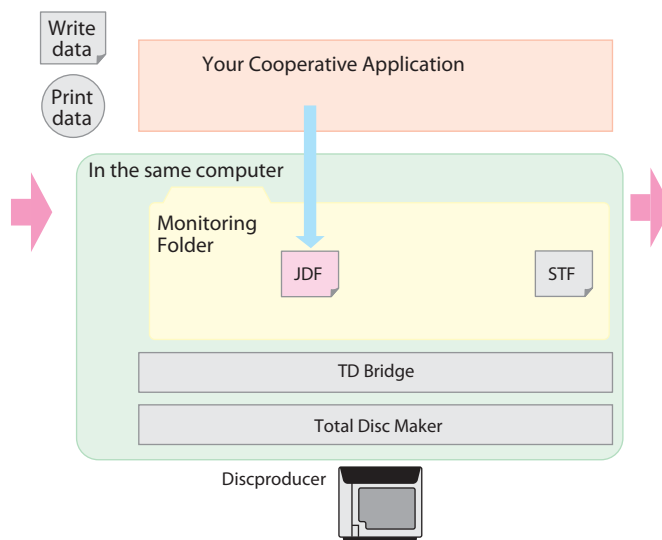 Write
data
Print
data
Your Cooperative Application
In the same computer
Monitoring
Folder
JDF
STF
TD Bridge
Total Disc Maker
Discproducer